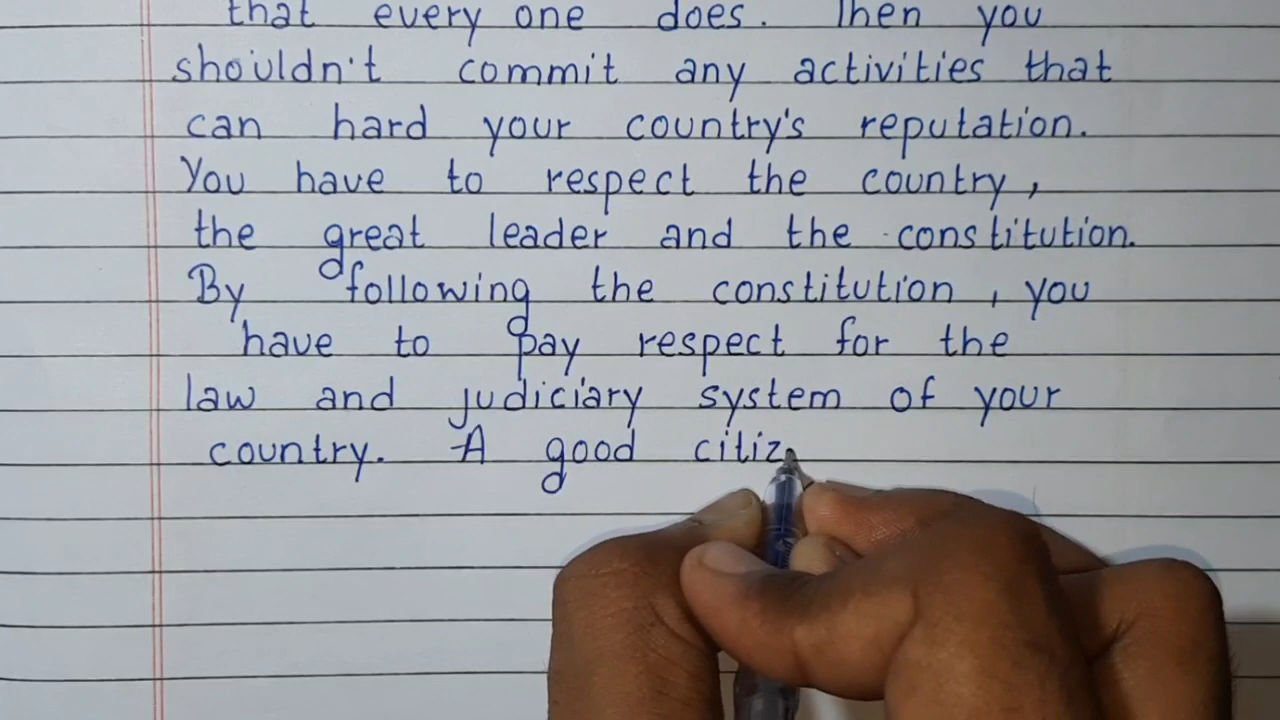 that every one does. Then you
shouldn't commit any activities that
can hard your country's reputation.
You have to respect the country,
the great leader and the constitution.
By following the constitution, you
have to pay respect for the
law and judiciary system of your
country. A good citiz